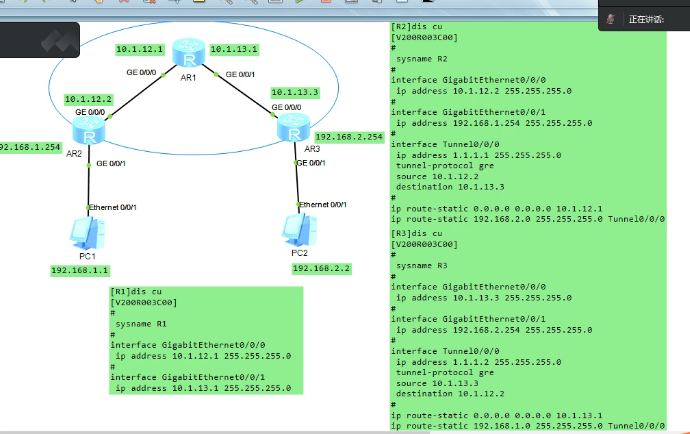 正在讲话:
10.1.12.1
10.1.13.1
GE 0/0/0
GE 0/0/1
AR1
10.1.12.2
10.1.13.3
GE 0/0/0
GE 0/0/0
92.168.1.254
192.168.2.254
AR2
AR3
GE 0/0/1
GE 0/0/1
Ethernet 0/0/1
Ethernet 0/0/1
PC1
PC2
192.168.1.1
192.168.2.2
[R1]dis cu
[V200R003C00]
#
sysname R1
#
interface GigabitEthernet0/0/0
ip address 10.1.12.1 255.255.255.0
#
interface GigabitEthernet0/0/1
ip address 10.1.13.1 255.255.255.0
[R2]dis cu
[V200R003C00]
#
sysname R2
#
interface GigabitEthernet0/0/0
ip address 10.1.12.2 255.255.255.0
#
interface GigabitEthernet0/0/1
ip address 192.168.1.254 255.255.255.0
#
interface Tunnel0/0/0
ip address 1.1.1.1 255.255.255.0
tunnel-protocol gre
source 10.1.12.2
destination 10.1.13.3
#
ip route-static 0.0.0.0 0.0.0.0 10.1.12.1
ip route-static 192.168.2.0 255.255.255.0 Tunnel0/0/0
[R3]dis cu
[V200R003C00]
#
sysname R3
#
interface GigabitEthernet0/0/0
ip address 10.1.13.3 255.255.255.0
#
interface GigabitEthernet0/0/1
ip address 192.168.2.254 255.255.255.0
#
interface Tunnel0/0/0
ip address 1.1.1.2 255.255.255.0
tunnel-protocol gre
source 10.1.13.3
destination 10.1.12.2
#
ip route-static 0.0.0.0 0.0.0.0 10.1.13.1
ip route-static 192.168.1.0 255.255.255.0 Tunnel0/0/0